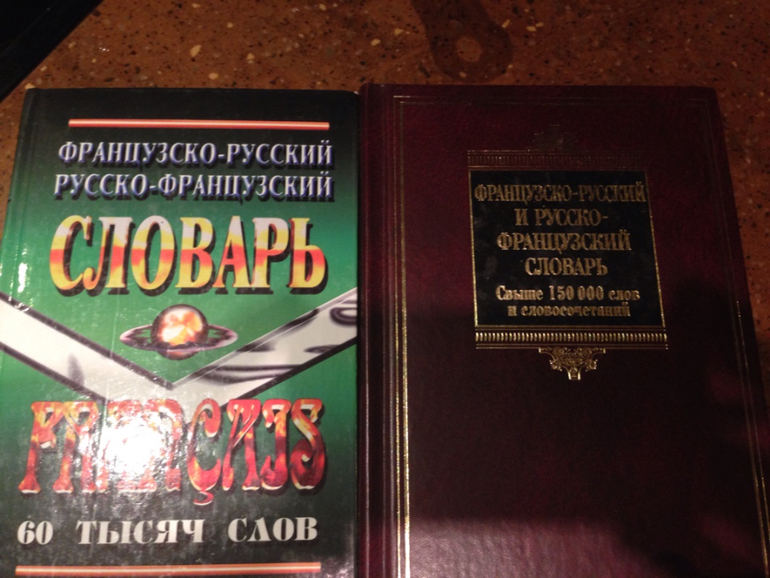 ФРАНЦУЗСКО-РУССКИЙ
РУССКО-ФРАНЦУЗСКИЙ
СЛОВАРЬ
FRANÇAIS
60 ТЫСЯЧ СЛОВ
ФРАНЦУЗСКО-РУССКИЙ
И РУССКО-
ФРАНЦУЗСКИЙ
СЛОВАРЬ
Свыше 150 000 слов
и словосочетаний